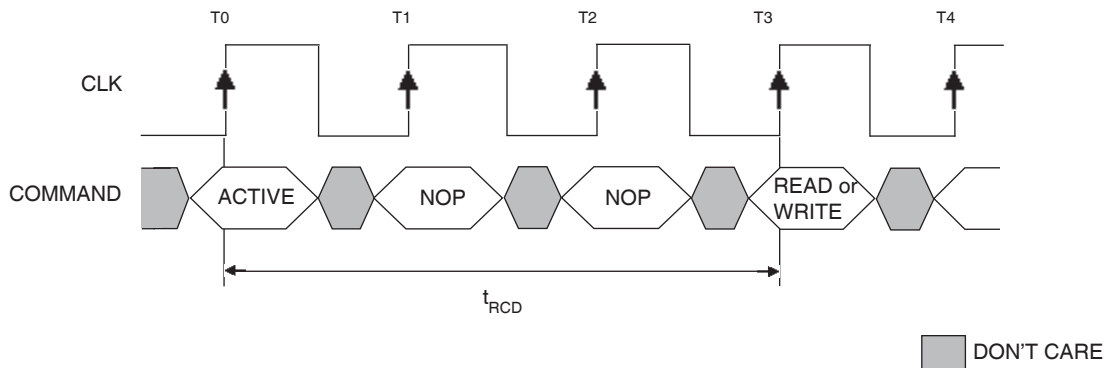 T0 T1 T2 T3 T4
CLK
COMMAND
ACTIVE
NOP
NOP
READ or
WRITE
tRCD
DON'T CARE